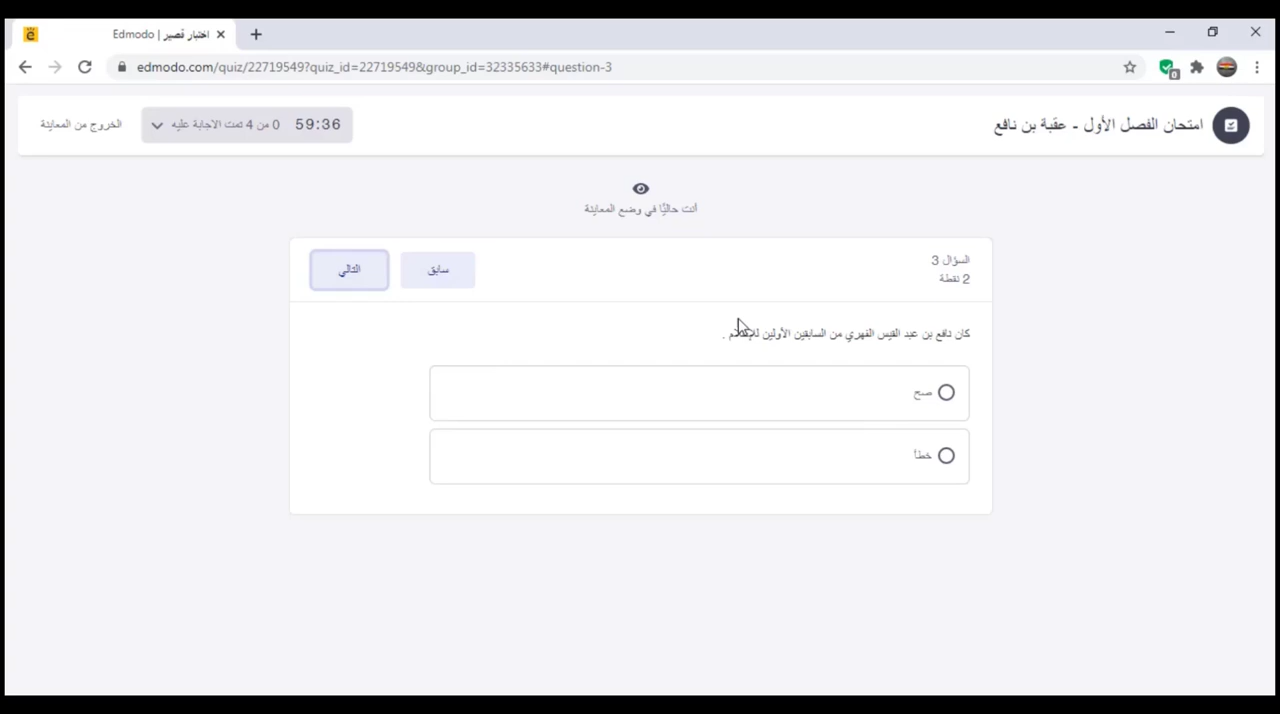 اختبار قصير | Edmodo
edmodo.com/quiz/22719549?quiz_id=22719549&group_id=32335633#question-3
0
امتحان الفصل الأول - عقبة بن نافع
59:36 0 من 4 تمت الاجابة عليه
الخروج من المعاينة
أنت حاليًا في وضع المعاينة
السؤال 3
2 نقطة
سابق
التالي
كان نافع بن عبد القيس الفهري من السابقين الأولين للإسلام .
صح
خطأ